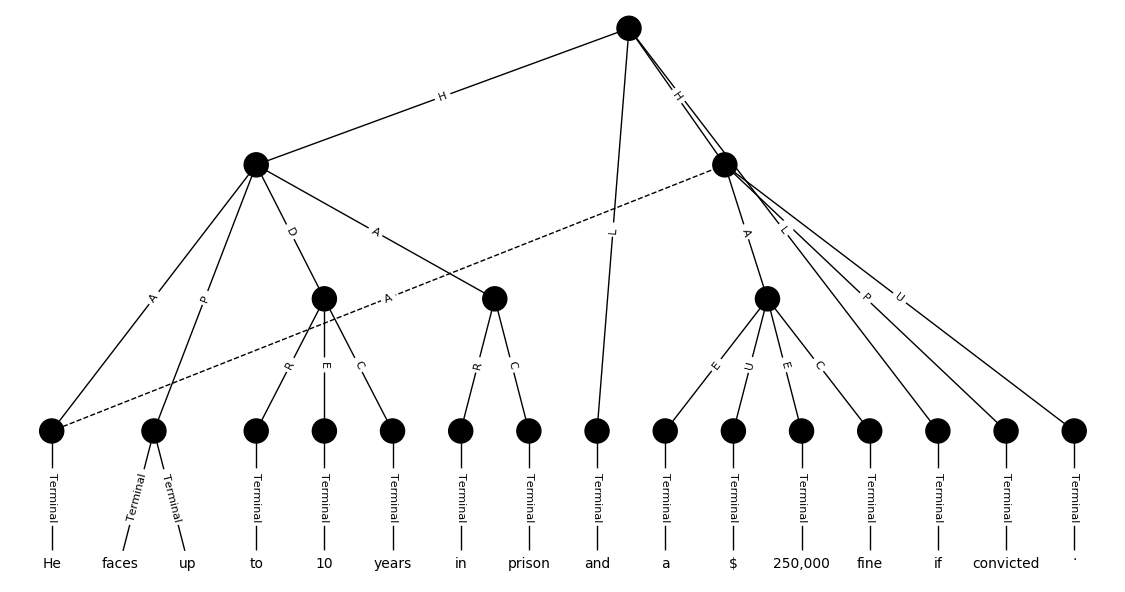 H H
A P D A L A L P U
A
R E C R C E U E C
Terminal Terminal Terminal Terminal Terminal Terminal Terminal Terminal Terminal Terminal Terminal Terminal Terminal Terminal Terminal Terminal
He faces up to 10 years in prison and a $ 250,000 fine if convicted .